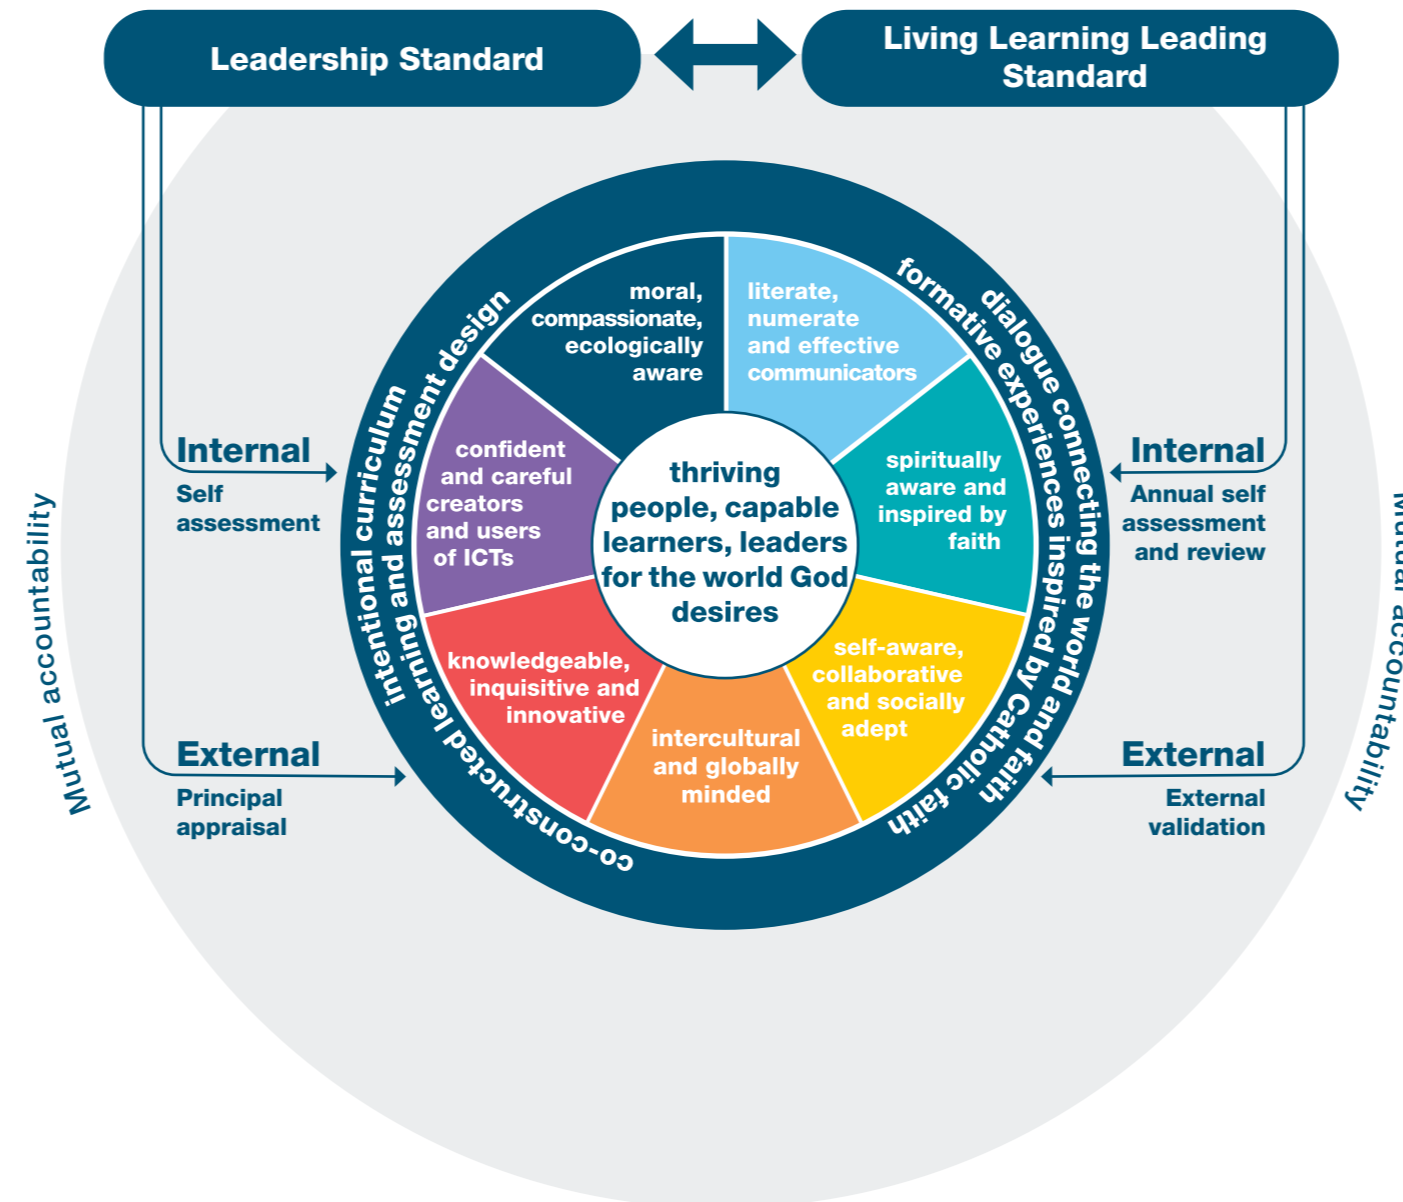 Leadership Standard
Living Learning Leading
Standard
intentional curriculum
co-constructed learning and assessment design
dialogue connecting the world and faith
formative experiences inspired by Catholic faith
moral,
compassionate,
ecologically
aware
literate,
numerate
and effective
communicators
confident
and careful
creators
and users
of ICTs
spiritually
aware and
inspired by
faith
thriving
people, capable
learners, leaders
for the world God
desires
knowledgeable,
inquisitive and
innovative
self-aware,
collaborative
and socially
adept
intercultural
and globally
minded
Internal
Self
assessment
External
Principal
appraisal
Internal
Annual self
assessment
and review
External
External
validation
Mutual accountability
Mutual accountability